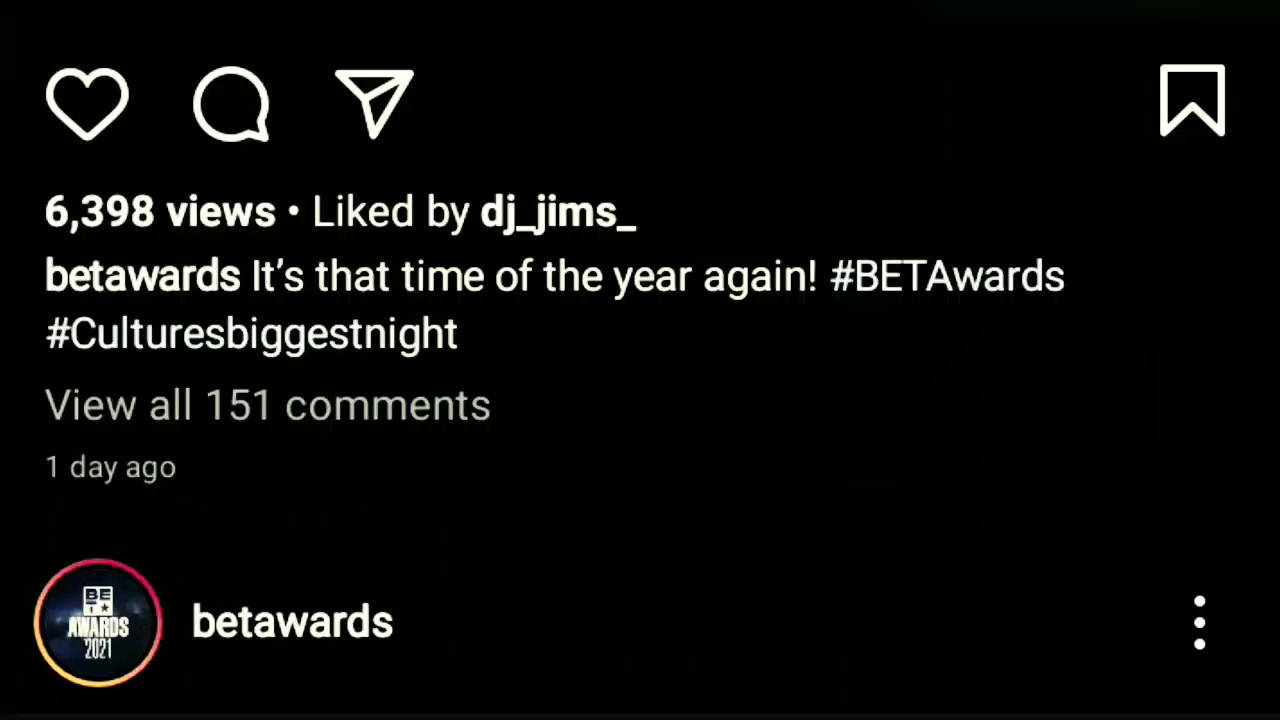 6,398 views • Liked by dj_jims_
betawards It’s that time of the year again! #BETAwards
#Culturesbiggestnight
View all 151 comments
1 day ago
BE
T★
AWARDS
2021
betawards